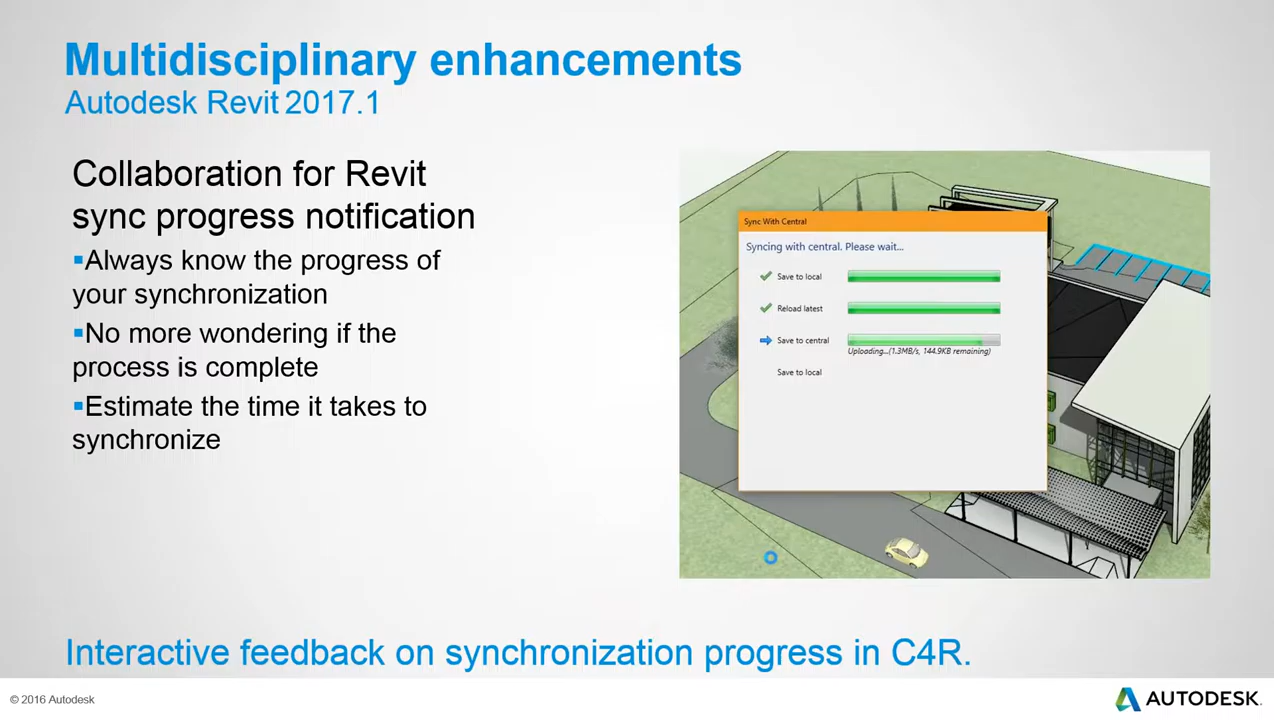 Multidisciplinary enhancements
Autodesk Revit 2017.1
Collaboration for Revit
sync progress notification
▪Always know the progress of
your synchronization
▪No more wondering if the
process is complete
▪Estimate the time it takes to
synchronize
Sync With Central
Syncing with central. Please wait...
Save to local
Reload latest
Save to central
Uploading...(1.3MB/s, 144.9KB remaining)
Save to local
Interactive feedback on synchronization progress in C4R.
© 2016 Autodesk
AUTODESK.